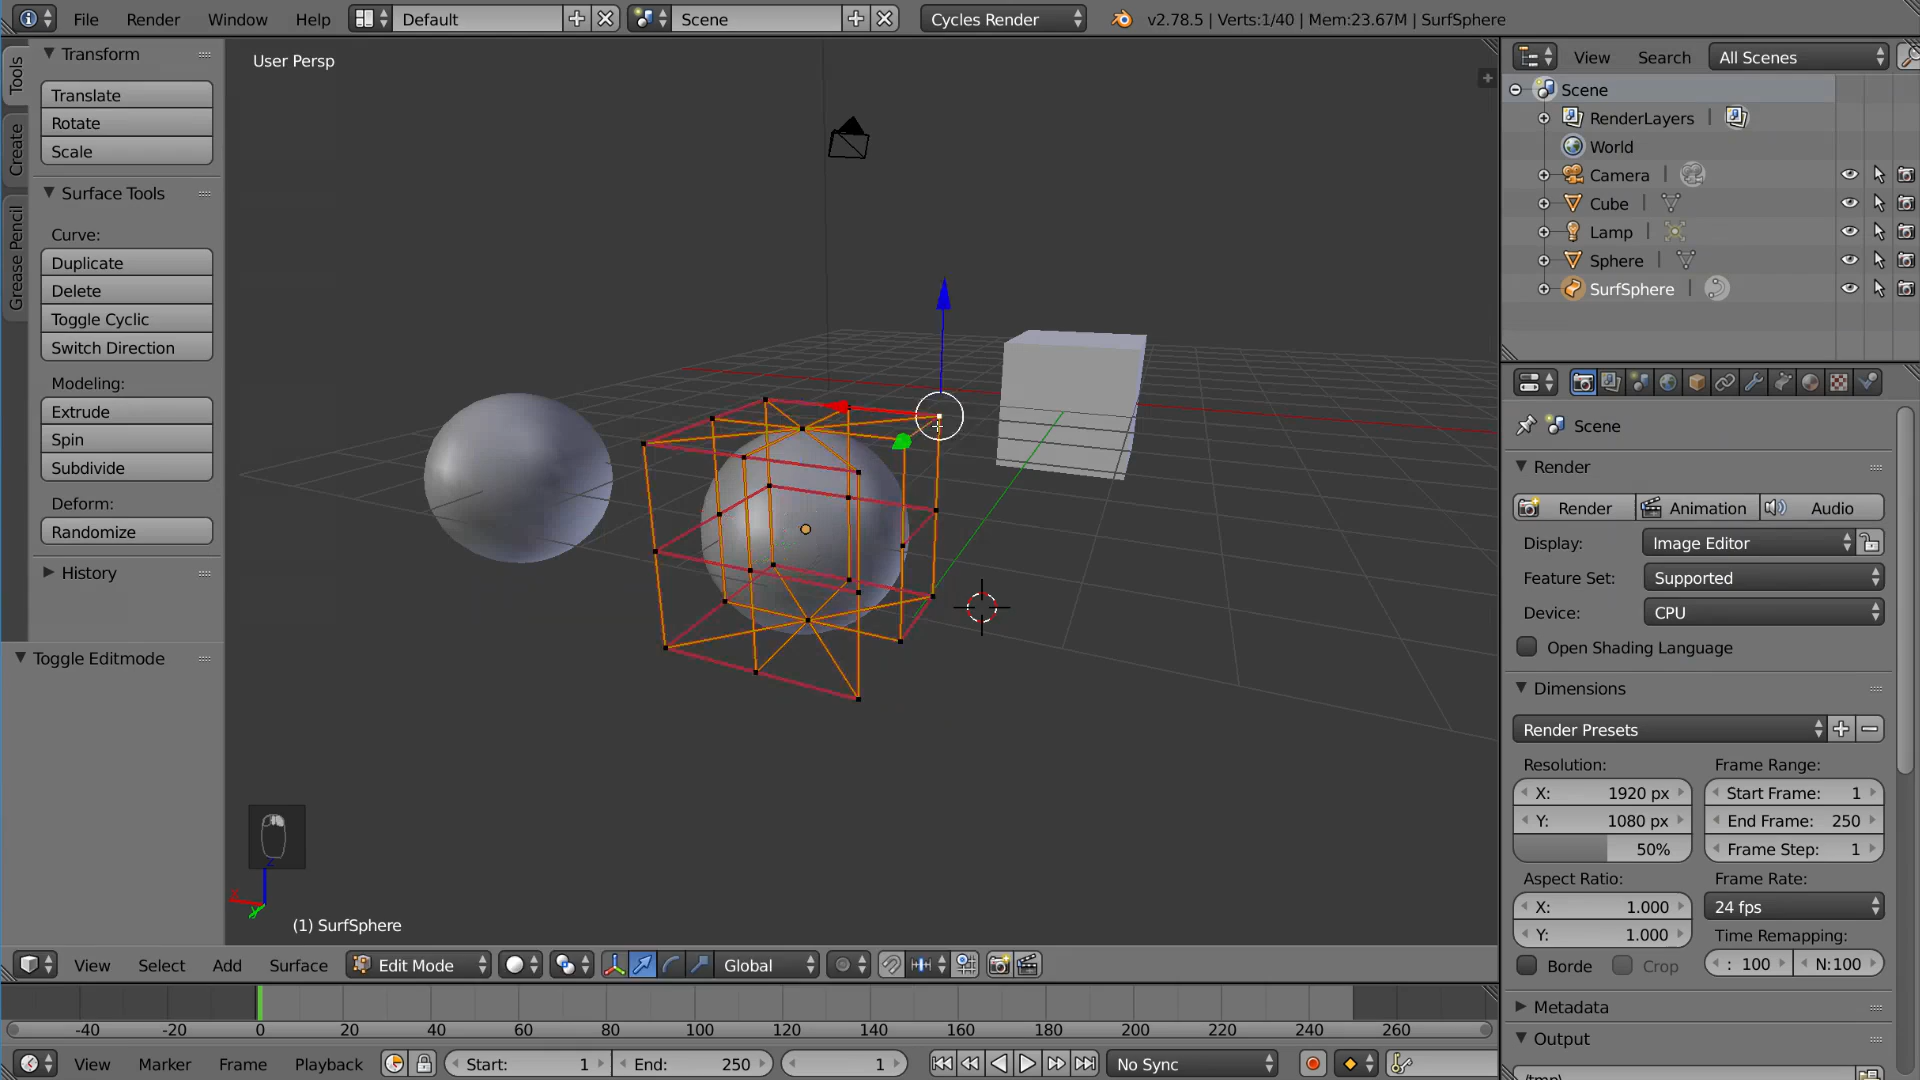 File Render Window Help Default Scene Cycles Render v2.78.5 | Verts:1/40 | Mem:23.67M | SurfSphere
Tools
Create
Grease Pencil
Transform
Translate
Rotate
Scale
Surface Tools
Curve:
Duplicate
Delete
Toggle Cyclic
Switch Direction
Modeling:
Extrude
Spin
Subdivide
Deform:
Randomize
History
Toggle Editmode
User Persp
X
Y
Z
(1) SurfSphere
View Select Add Surface Edit Mode Global
-40 -20 0 20 40 60 80 100 120 140 160 180 200 220 240 260
View Marker Frame Playback Start: 1 End: 250 1 No Sync
View Search All Scenes
Scene
RenderLayers |
World
Camera |
Cube |
Lamp |
Sphere |
SurfSphere |
Scene
Render
Render Animation Audio
Display: Image Editor
Feature Set: Supported
Device: CPU
Open Shading Language
Dimensions
Render Presets
Resolution: Frame Range:
X: 1920 px Start Frame: 1
Y: 1080 px End Frame: 250
50% Frame Step: 1
Aspect Ratio: Frame Rate:
X: 1.000 24 fps
Y: 1.000 Time Remapping:
Borde Crop : 100 N:100
Metadata
Output
/tmp\